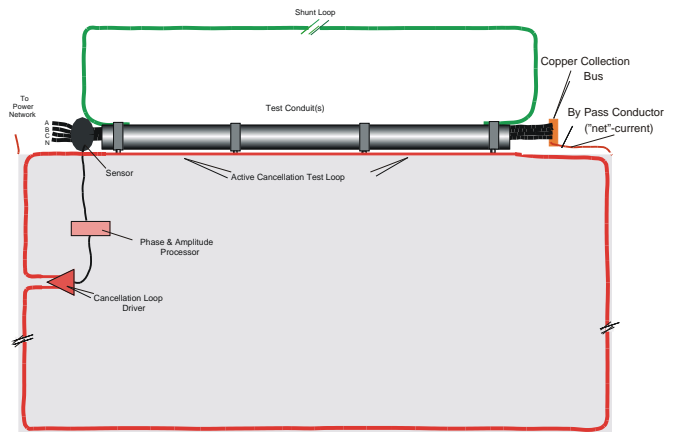 Shunt Loop
Copper Collection
Bus
To
Power
Network
Test Conduit(s)
By Pass Conductor
("net"-current)
A
B
C
N
Sensor
Active Cancellation Test Loop
Phase & Amplitude
Processor
Cancellation Loop
Driver